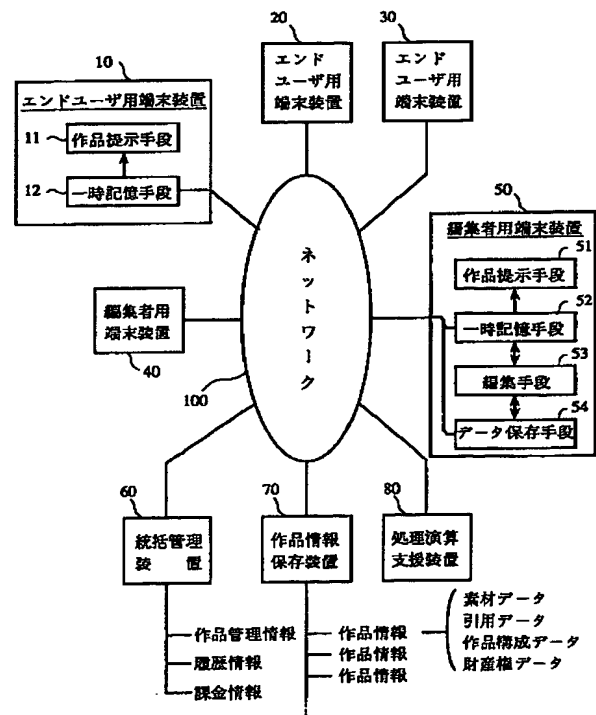 20
エンド
ユーザ用
端末装置
30
エンド
ユーザ用
端末装置
10
エンドユーザ用端末装置
11
作品提示手段
12
一時記憶手段
ネットワーク
100
編集者用
端末装置
40
50
編集者用端末装置
51
作品提示手段
52
一時記憶手段
53
編集手段
54
データ保存手段
60
統括管理
装置
70
作品情報
保存装置
80
処理演算
支援装置
作品管理情報
履歴情報
課金情報
作品情報
作品情報
作品情報
素材データ
引用データ
作品構成データ
財産権データ